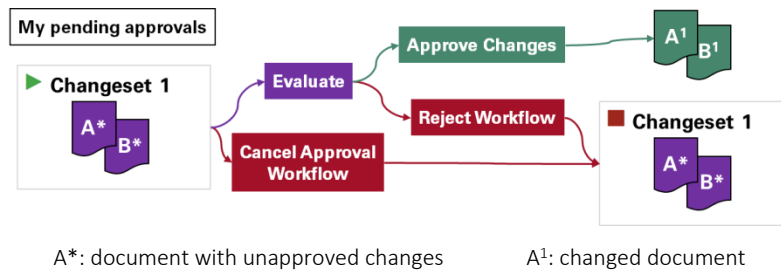 My pending approvals
Changeset 1
A*
B*
Evaluate
Cancel Approval
Workflow
Approve Changes
Reject Workflow
A¹
B¹
Changeset 1
A*
B*
A*: document with unapproved changes
A¹: changed document